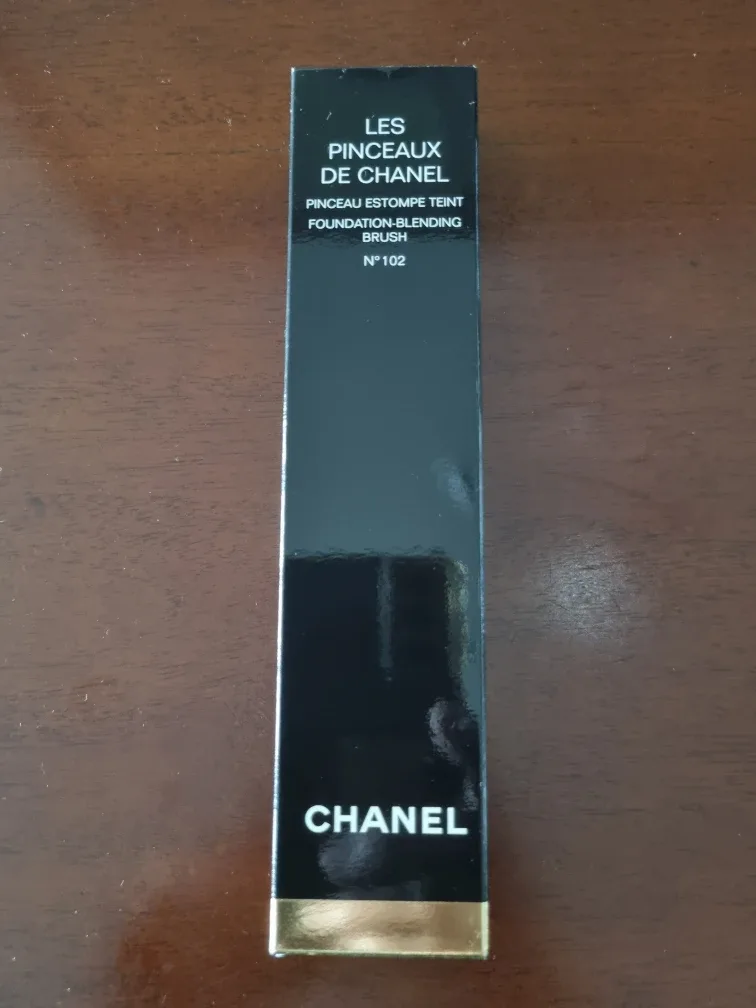 LES
PINCEAUX
DE CHANEL
PINCEAU ESTOMPE TEINT
FOUNDATION-BLENDING
BRUSH
N°102
CHANEL